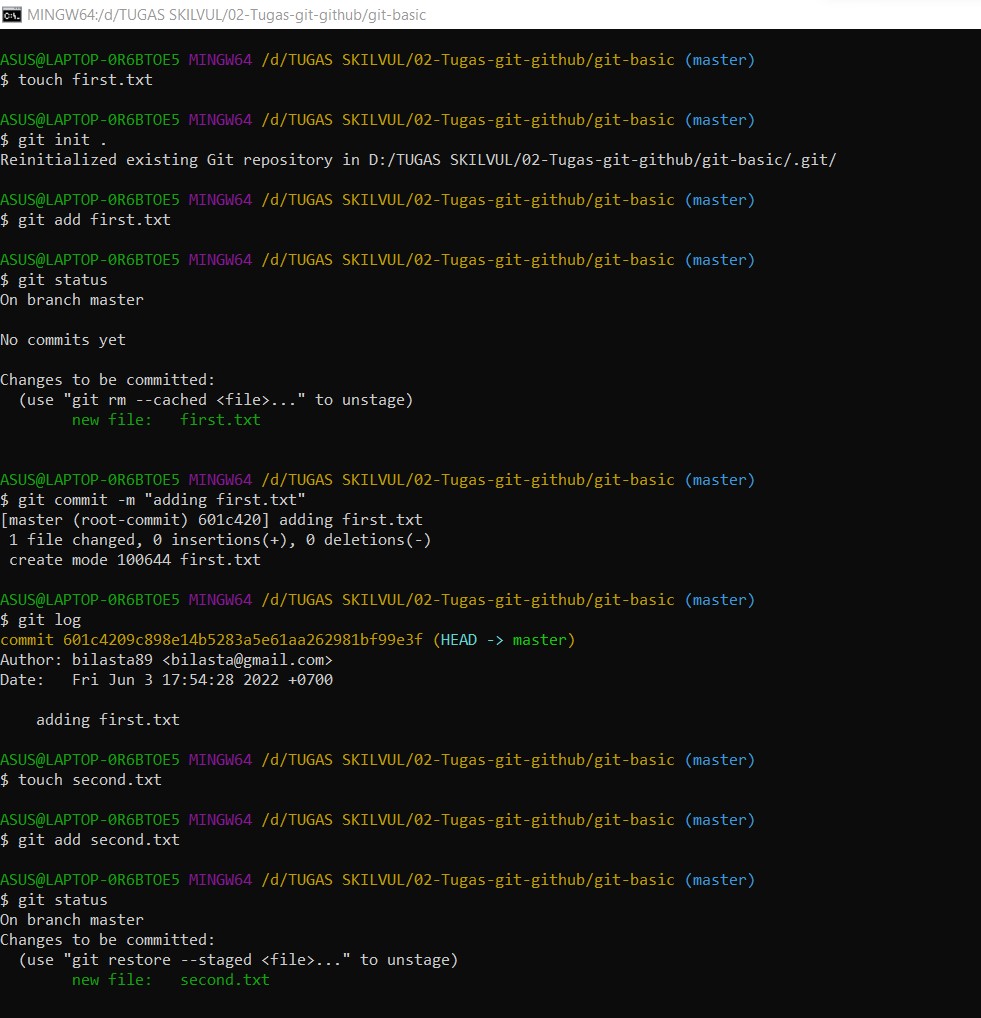 MINGW64:/d/TUGAS SKILVUL/02-Tugas-git-github/git-basic
ASUS@LAPTOP-0R6BTOE5 MINGW64 /d/TUGAS SKILVUL/02-Tugas-git-github/git-basic (master)
$ touch first.txt
ASUS@LAPTOP-0R6BTOE5 MINGW64 /d/TUGAS SKILVUL/02-Tugas-git-github/git-basic (master)
$ git init .
Reinitialized existing Git repository in D:/TUGAS SKILVUL/02-Tugas-git-github/git-basic/.git/
ASUS@LAPTOP-0R6BTOE5 MINGW64 /d/TUGAS SKILVUL/02-Tugas-git-github/git-basic (master)
$ git add first.txt
ASUS@LAPTOP-0R6BTOE5 MINGW64 /d/TUGAS SKILVUL/02-Tugas-git-github/git-basic (master)
$ git status
On branch master
No commits yet
Changes to be committed:
  (use "git rm --cached <file>..." to unstage)
        new file:   first.txt
ASUS@LAPTOP-0R6BTOE5 MINGW64 /d/TUGAS SKILVUL/02-Tugas-git-github/git-basic (master)
$ git commit -m "adding first.txt"
[master (root-commit) 601c420] adding first.txt
 1 file changed, 0 insertions(+), 0 deletions(-)
 create mode 100644 first.txt
ASUS@LAPTOP-0R6BTOE5 MINGW64 /d/TUGAS SKILVUL/02-Tugas-git-github/git-basic (master)
$ git log
commit 601c4209c898e14b5283a5e61aa262981bf99e3f (HEAD -> master)
Author: bilasta89 <bilasta@gmail.com>
Date:   Fri Jun 3 17:54:28 2022 +0700
    adding first.txt
ASUS@LAPTOP-0R6BTOE5 MINGW64 /d/TUGAS SKILVUL/02-Tugas-git-github/git-basic (master)
$ touch second.txt
ASUS@LAPTOP-0R6BTOE5 MINGW64 /d/TUGAS SKILVUL/02-Tugas-git-github/git-basic (master)
$ git add second.txt
ASUS@LAPTOP-0R6BTOE5 MINGW64 /d/TUGAS SKILVUL/02-Tugas-git-github/git-basic (master)
$ git status
On branch master
Changes to be committed:
  (use "git restore --staged <file>..." to unstage)
        new file:   second.txt